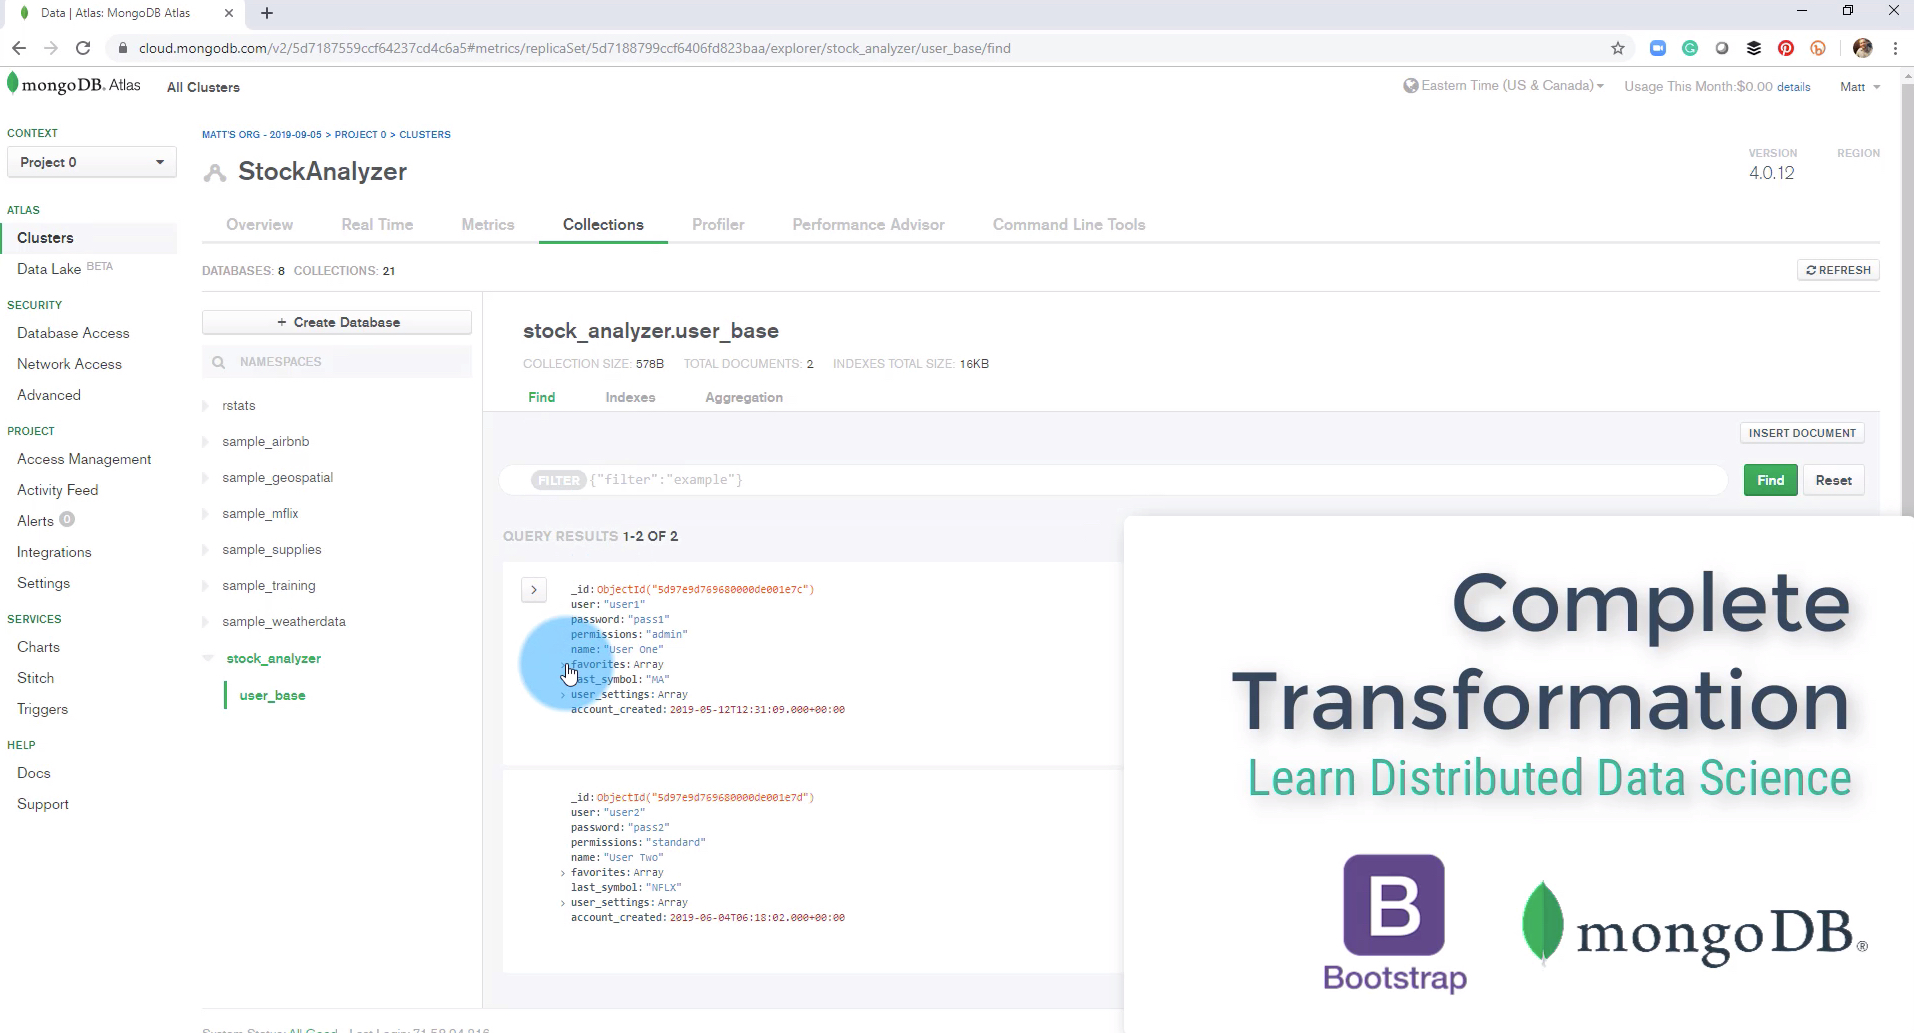 Data | Atlas: MongoDB Atlas
cloud.mongodb.com/v2/5d7187559ccf64237cd4c6a5#metrics/replicaSet/5d7188799ccf6406fd823baa/explorer/stock_analyzer/user_base/find
mongoDB. Atlas All Clusters
Eastern Time (US & Canada) Usage This Month:$0.00 details Matt
CONTEXT
Project 0
ATLAS
Clusters
Data Lake BETA
SECURITY
Database Access
Network Access
Advanced
PROJECT
Access Management
Activity Feed
Alerts 0
Integrations
Settings
SERVICES
Charts
Stitch
Triggers
HELP
Docs
Support
MATT'S ORG - 2019-09-05 > PROJECT 0 > CLUSTERS
StockAnalyzer
VERSION REGION
4.0.12
Overview Real Time Metrics Collections Profiler Performance Advisor Command Line Tools
DATABASES: 8 COLLECTIONS: 21
REFRESH
+ Create Database
NAMESPACES
rstats
sample_airbnb
sample_geospatial
sample_mflix
sample_supplies
sample_training
sample_weatherdata
stock_analyzer
user_base
stock_analyzer.user_base
COLLECTION SIZE: 578B TOTAL DOCUMENTS: 2 INDEXES TOTAL SIZE: 16KB
Find Indexes Aggregation
INSERT DOCUMENT
FILTER {"filter":"example"}
Find Reset
QUERY RESULTS 1-2 OF 2
_id: ObjectId("5d97e9d769680000de001e7c")
user: "user1"
password: "pass1"
permissions: "admin"
name: "User One"
favorites: Array
last_symbol: "MA"
> user_settings: Array
account_created: 2019-05-12T12:31:09.000+00:00
_id: ObjectId("5d97e9d769680000de001e7d")
user: "user2"
password: "pass2"
permissions: "standard"
name: "User Two"
> favorites: Array
last_symbol: "NFLX"
> user_settings: Array
account_created: 2019-06-04T06:18:02.000+00:00
Complete
Transformation
Learn Distributed Data Science
B
Bootstrap
mongoDB®